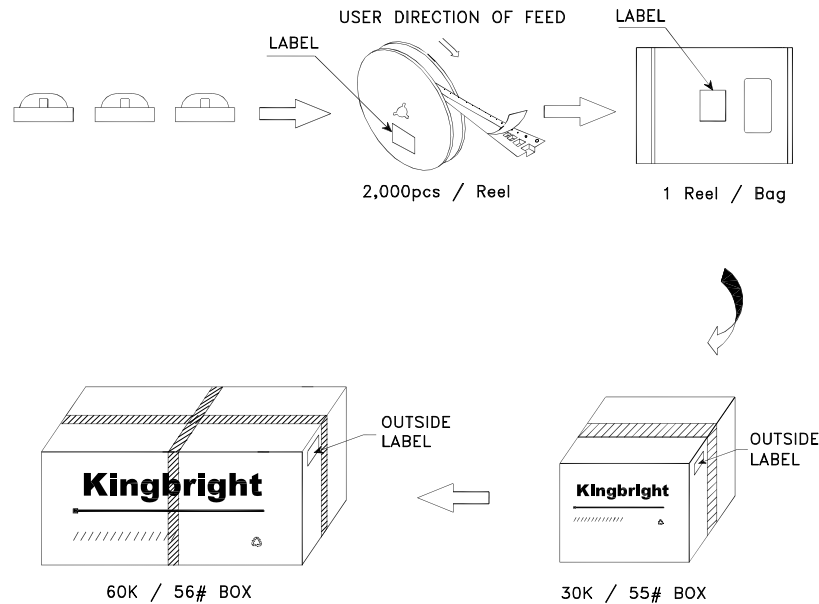 USER DIRECTION OF FEED
LABEL
LABEL
2,000pcs / Reel
1 Reel / Bag
OUTSIDE
LABEL
Kingbright
60K / 56# BOX
OUTSIDE
LABEL
Kingbright
30K / 55# BOX